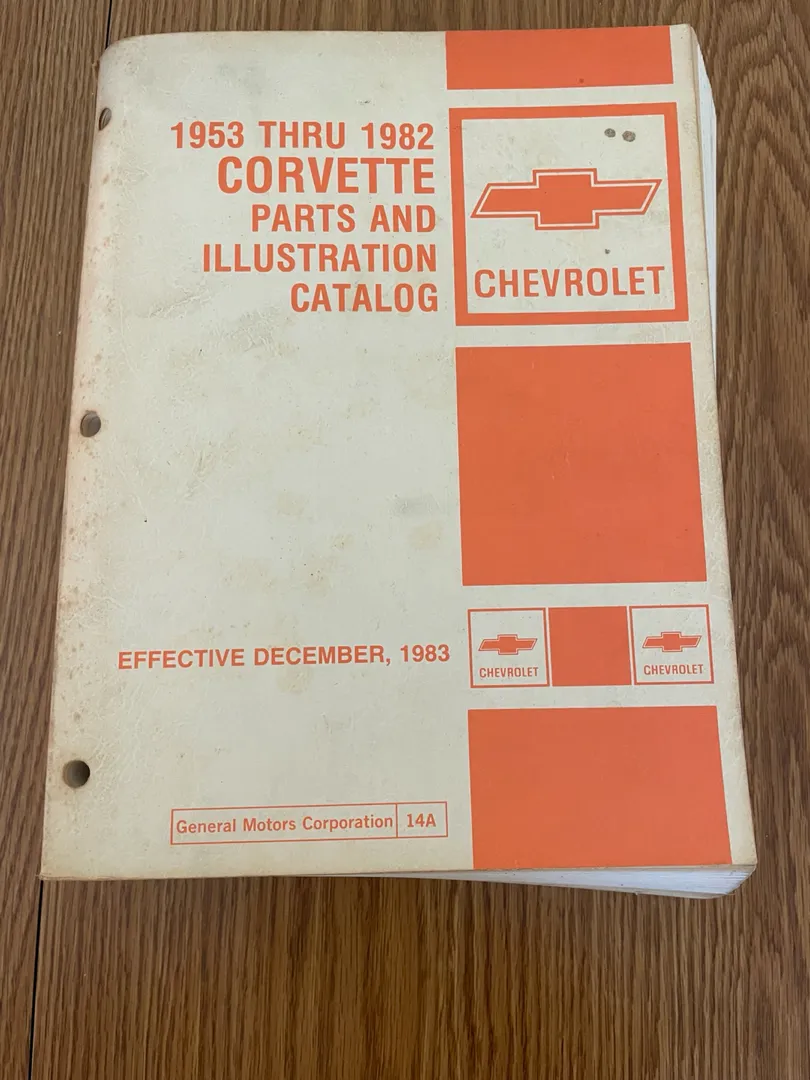 1953 THRU 1982
CORVETTE
PARTS AND
ILLUSTRATION
CATALOG
CHEVROLET
EFFECTIVE DECEMBER, 1983
CHEVROLET
CHEVROLET
General Motors Corporation 14A